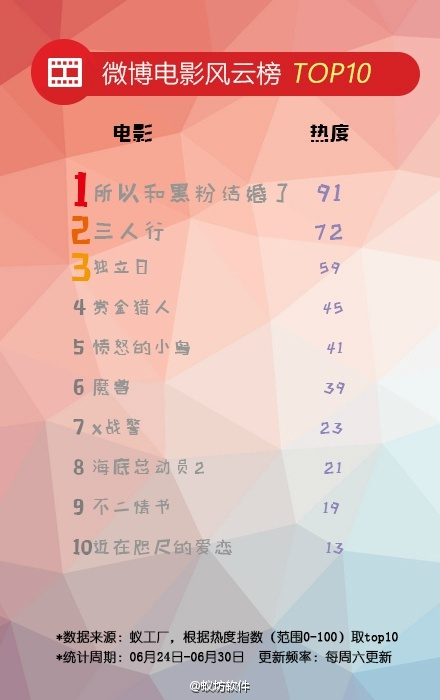 微博电影风云榜 TOP10
电影 热度
1 所以和黑粉结婚了 91
2 三人行 72
3 独立日 59
4 赏金猎人 45
5 愤怒的小鸟 41
6 魔兽 39
7 x战警 23
8 海底总动员2 21
9 不二情书 19
10 近在咫尺的爱恋 13
*数据来源：蚁工厂，根据热度指数（范围0-100）取top10
*统计周期：06月24日-06月30日 更新频率：每周六更新
@蚁坊软件